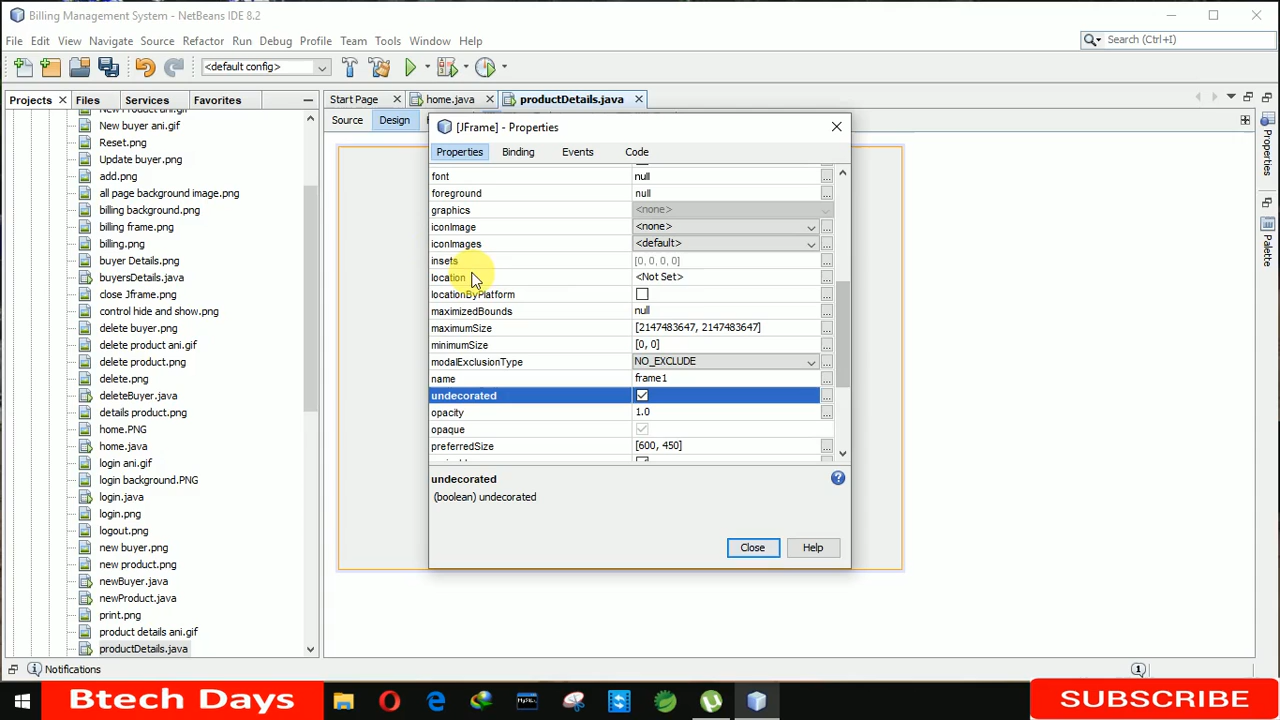 Billing Management System - NetBeans IDE 8.2
File Edit View Navigate Source Refactor Run Debug Profile Team Tools Window Help
Search (Ctrl+I)
<default config>
Projects Files Services Favorites
Start Page home.java productDetails.java
Source Design
New Product ani.gif
New buyer ani.gif
Reset.png
Update buyer.png
add.png
all page background image.png
billing background.png
billing frame.png
billing.png
buyer Details.png
buyersDetails.java
close Jframe.png
control hide and show.png
delete buyer.png
delete product ani.gif
delete product.png
delete.png
deleteBuyer.java
details product.png
home.PNG
home.java
login ani.gif
login background.PNG
login.java
login.png
logout.png
new buyer.png
new product.png
newBuyer.java
newProduct.java
print.png
product details ani.gif
productDetails.java
[JFrame] - Properties
Properties Binding Events Code
font null ...
foreground null ...
graphics <none> ...
iconImage <none> ...
iconImages <default> ...
insets [0, 0, 0, 0] ...
location <Not Set> ...
locationByPlatform ...
maximizedBounds null ...
maximumSize [2147483647, 2147483647] ...
minimumSize [0, 0] ...
modalExclusionType NO_EXCLUDE ...
name frame1 ...
undecorated ...
opacity 1.0 ...
opaque ...
preferredSize [600, 450] ...
undecorated
(boolean) undecorated
Close Help
Properties
Palette
Notifications
1
Btech Days
MySQL
SUBSCRIBE